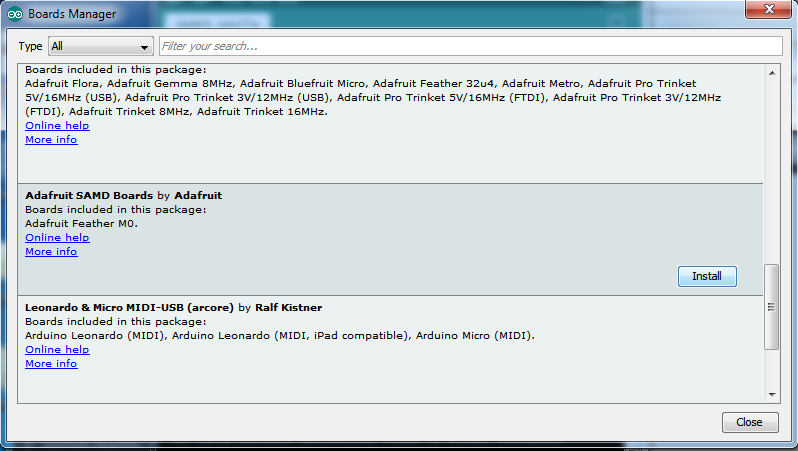 Boards Manager
Type All Filter your search...
Boards included in this package:
Adafruit Flora, Adafruit Gemma 8MHz, Adafruit Bluefruit Micro, Adafruit Feather 32u4, Adafruit Metro, Adafruit Pro Trinket
5V/16MHz (USB), Adafruit Pro Trinket 3V/12MHz (USB), Adafruit Pro Trinket 5V/16MHz (FTDI), Adafruit Pro Trinket 3V/12MHz
(FTDI), Adafruit Trinket 8MHz, Adafruit Trinket 16MHz.
Online help
More info
Adafruit SAMD Boards by Adafruit
Boards included in this package:
Adafruit Feather M0.
Online help
More info
Install
Leonardo & Micro MIDI-USB (arcore) by Ralf Kistner
Boards included in this package:
Arduino Leonardo (MIDI), Arduino Leonardo (MIDI, iPad compatible), Arduino Micro (MIDI).
Online help
More info
Close